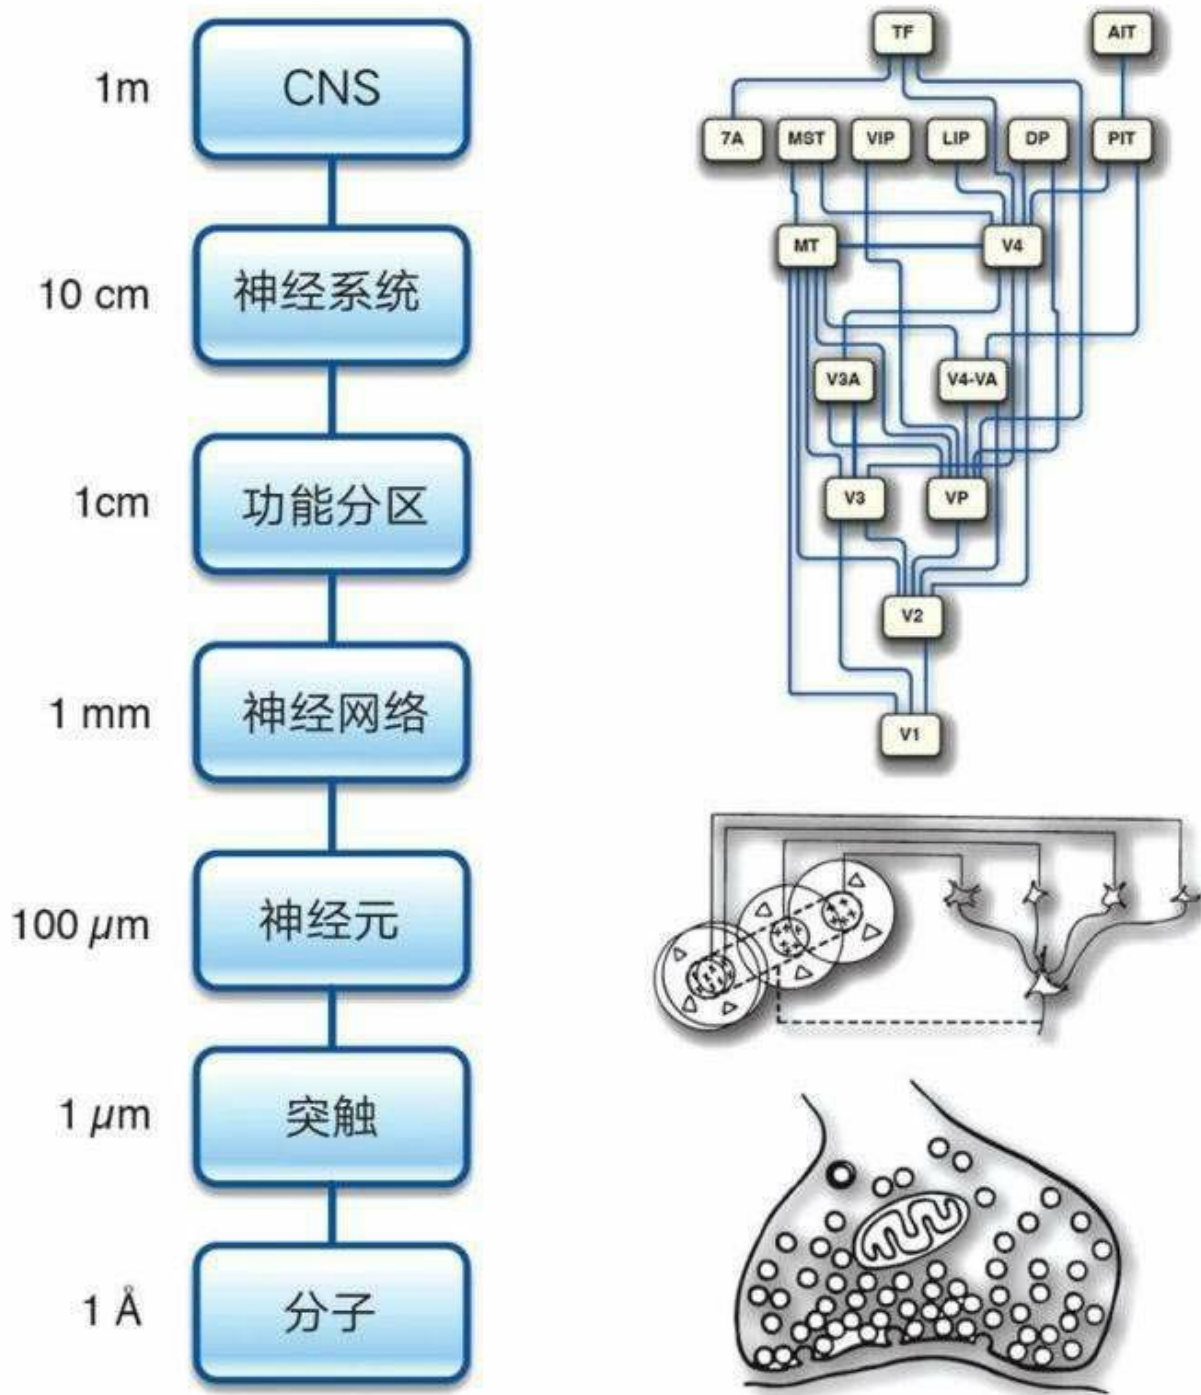 1m
CNS
10 cm
神经系统
1cm
功能分区
1 mm
神经网络
100 µm
神经元
1 µm
突触
1 Å
分子
TF
AIT
7A
MST
VIP
LIP
DP
PIT
MT
V4
V3A
V4-VA
V3
VP
V2
V1